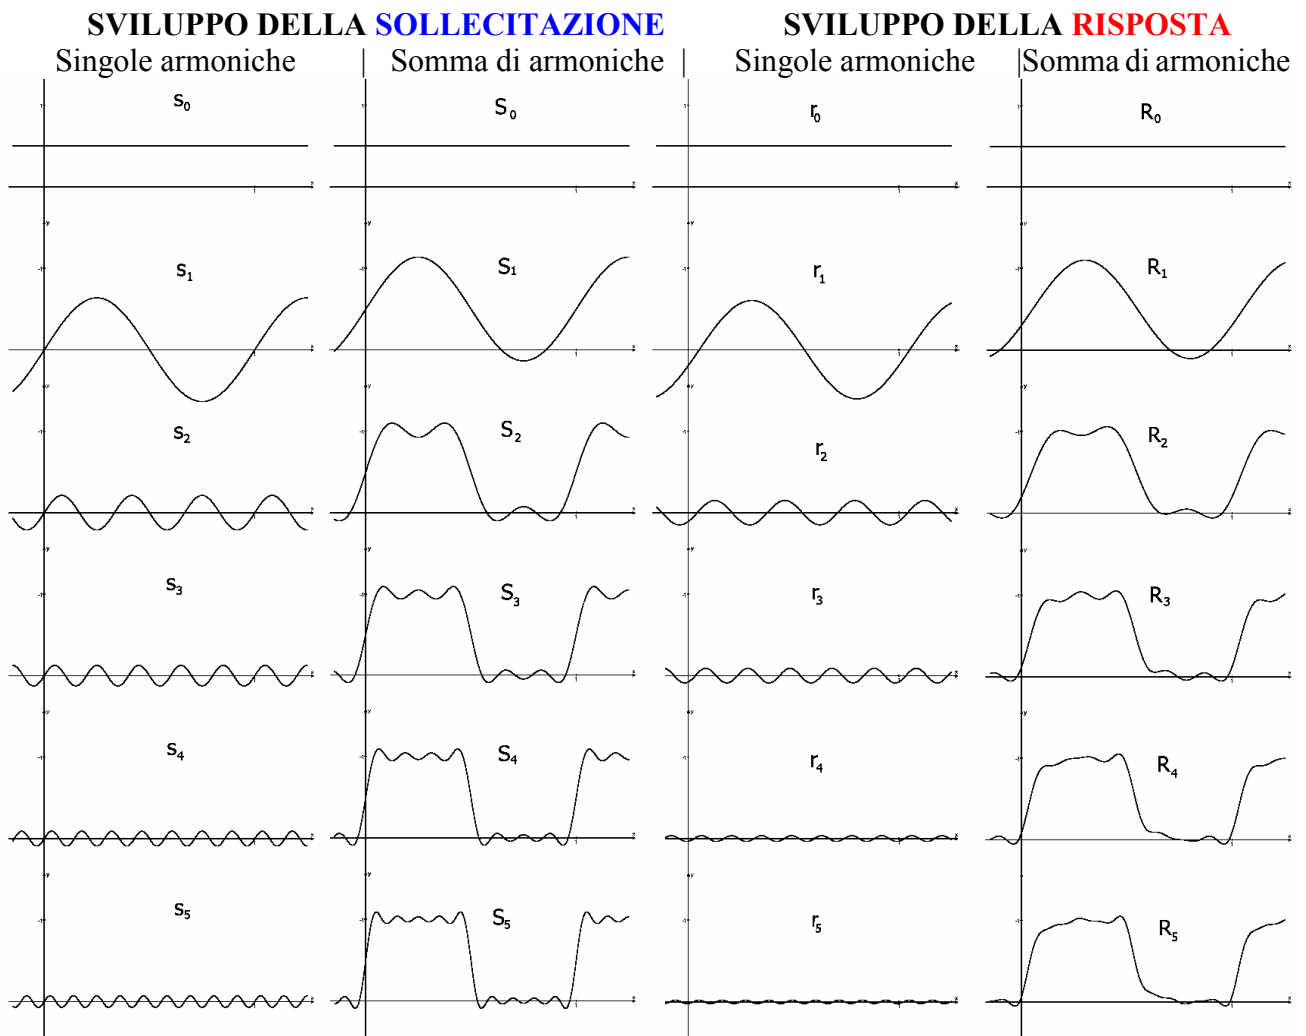 SVILUPPO DELLA SOLLECITAZIONE SVILUPPO DELLA RISPOSTA
Singole armoniche | Somma di armoniche | Singole armoniche | Somma di armoniche
s0 S0 r0 R0
s1 S1 r1 R1
s2 S2 r2 R2
s3 S3 r3 R3
s4 S4 r4 R4
s5 S5 r5 R5